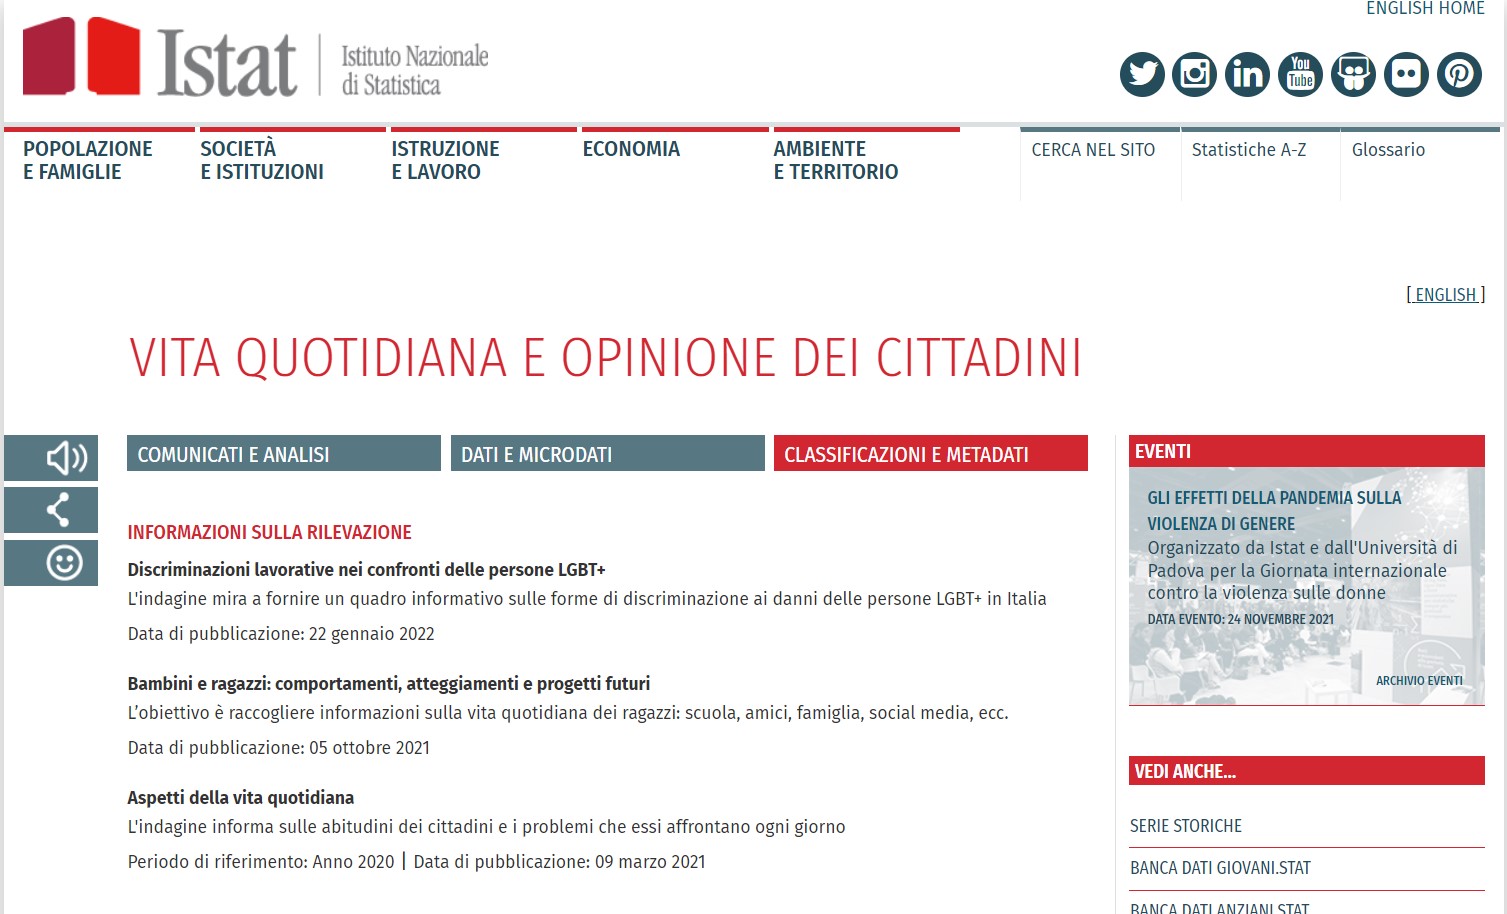 ENGLISH HOME
Istat
Istituto Nazionale
di Statistica
You
Tube
POPOLAZIONE
E FAMIGLIE
SOCIETÀ
E ISTITUZIONI
ISTRUZIONE
E LAVORO
ECONOMIA
AMBIENTE
E TERRITORIO
CERCA NEL SITO
Statistiche A-Z
Glossario
[ ENGLISH ]
VITA QUOTIDIANA E OPINIONE DEI CITTADINI
COMUNICATI E ANALISI
DATI E MICRODATI
CLASSIFICAZIONI E METADATI
INFORMAZIONI SULLA RILEVAZIONE
Discriminazioni lavorative nei confronti delle persone LGBT+
L'indagine mira a fornire un quadro informativo sulle forme di discriminazione ai danni delle persone LGBT+ in Italia
Data di pubblicazione: 22 gennaio 2022
Bambini e ragazzi: comportamenti, atteggiamenti e progetti futuri
L’obiettivo è raccogliere informazioni sulla vita quotidiana dei ragazzi: scuola, amici, famiglia, social media, ecc.
Data di pubblicazione: 05 ottobre 2021
Aspetti della vita quotidiana
L'indagine informa sulle abitudini dei cittadini e i problemi che essi affrontano ogni giorno
Periodo di riferimento: Anno 2020 | Data di pubblicazione: 09 marzo 2021
EVENTI
GLI EFFETTI DELLA PANDEMIA SULLA
VIOLENZA DI GENERE
Organizzato da Istat e dall'Università di
Padova per la Giornata internazionale
contro la violenza sulle donne
DATA EVENTO: 24 NOVEMBRE 2021
ARCHIVIO EVENTI
VEDI ANCHE...
SERIE STORICHE
BANCA DATI GIOVANI.STAT
BANCA DATI ANZIANI.STAT